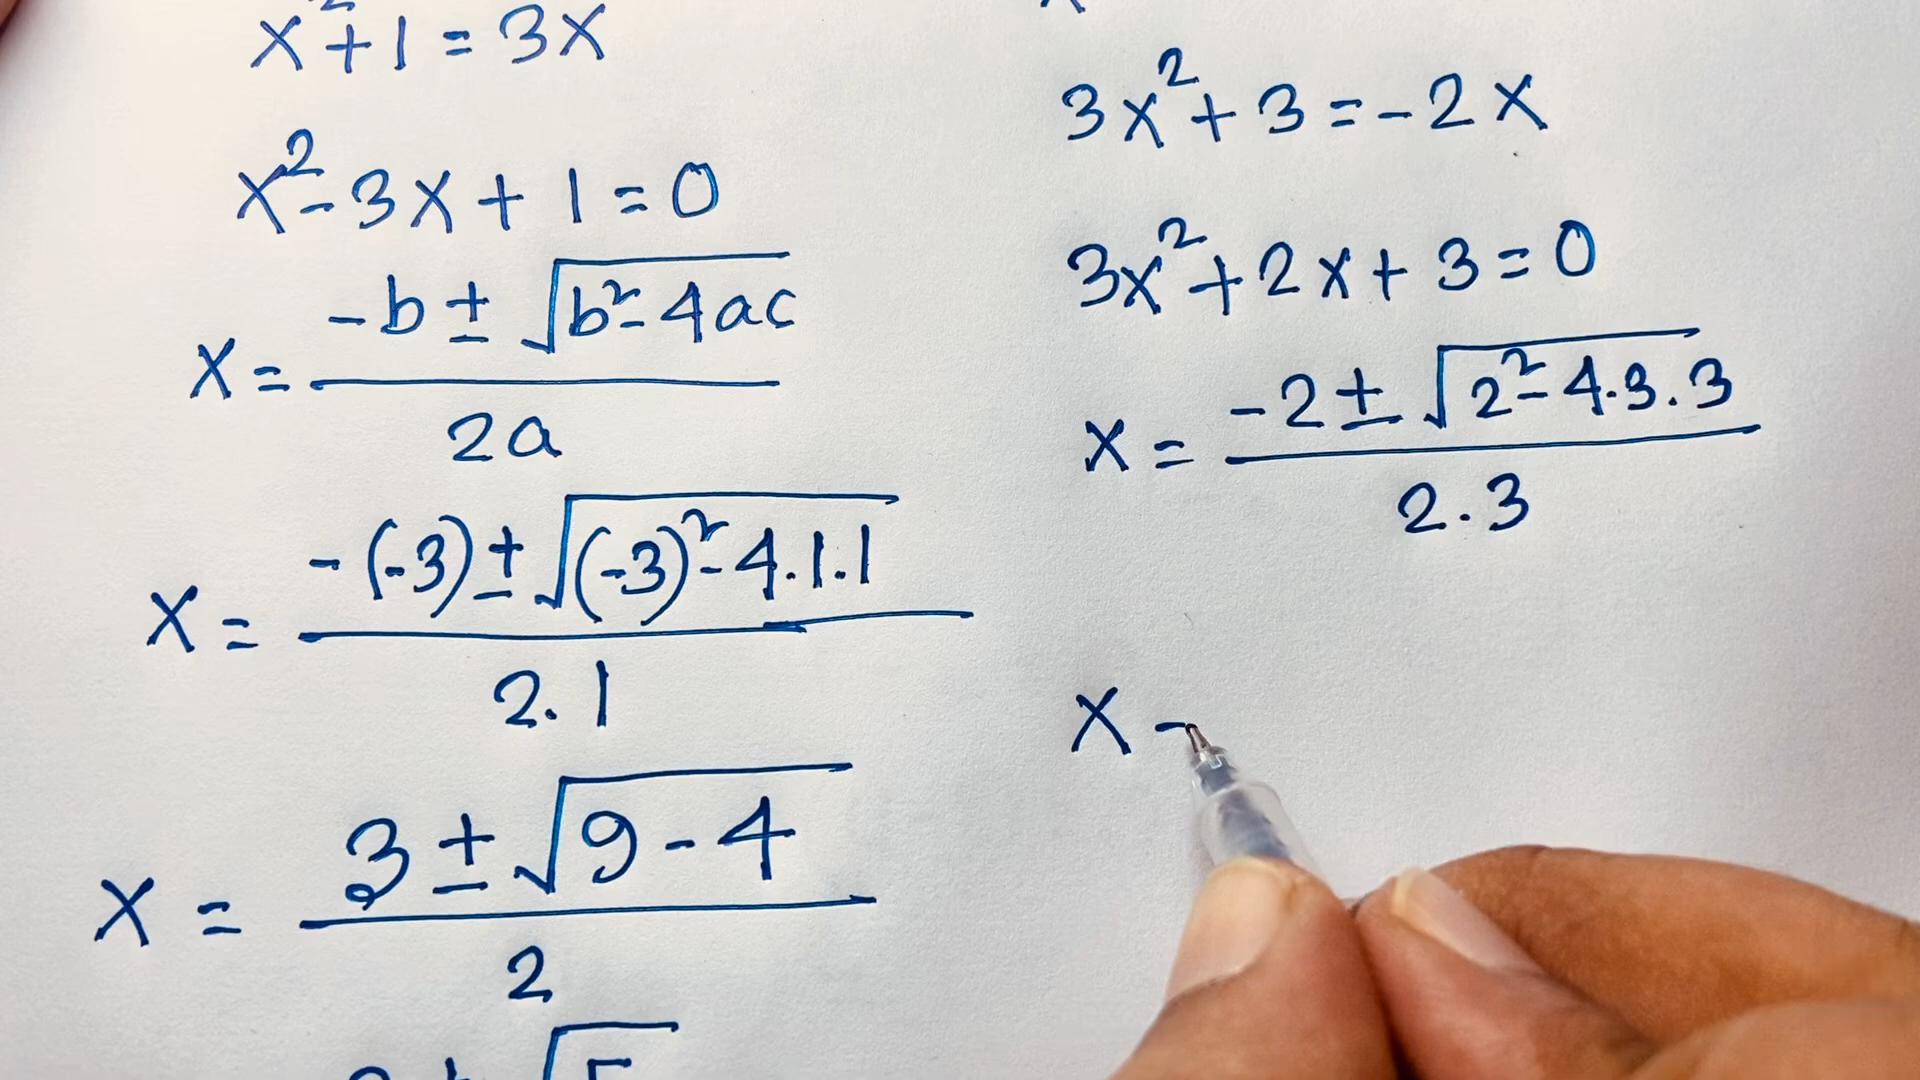 x²+1=3x
x²-3x+1=0
x= (-b±√(b²-4ac))/(2a)
x= (-(-3)±√((-3)²-4.1.1))/(2.1)
x= (3±√(9-4))/2
3x²+3=-2x
3x²+2x+3=0
x= (-2±√(2²-4.3.3))/(2.3)
x -